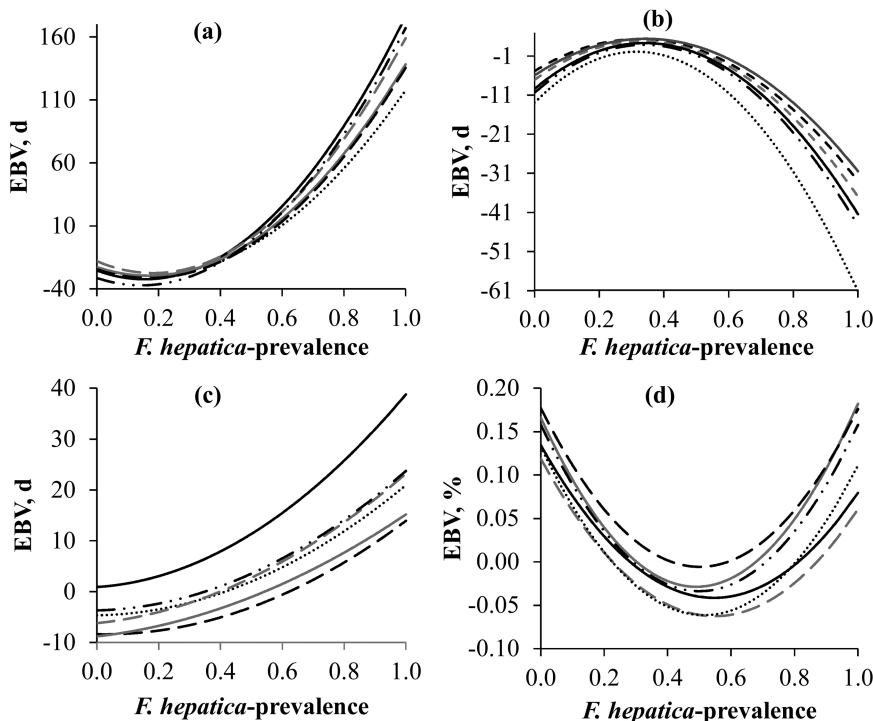 (a)
EBV, d
160
110
60
10
-40
0.0 0.2 0.4 0.6 0.8 1.0
F. hepatica-prevalence
(b)
EBV, d
-1
-11
-21
-31
-41
-51
-61
0.0 0.2 0.4 0.6 0.8 1.0
F. hepatica-prevalence
(c)
EBV, d
40
30
20
10
0
-10
0.0 0.2 0.4 0.6 0.8 1.0
F. hepatica-prevalence
(d)
EBV, %
0.20
0.15
0.10
0.05
0.00
-0.05
-0.10
0.0 0.2 0.4 0.6 0.8 1.0
F. hepatica-prevalence